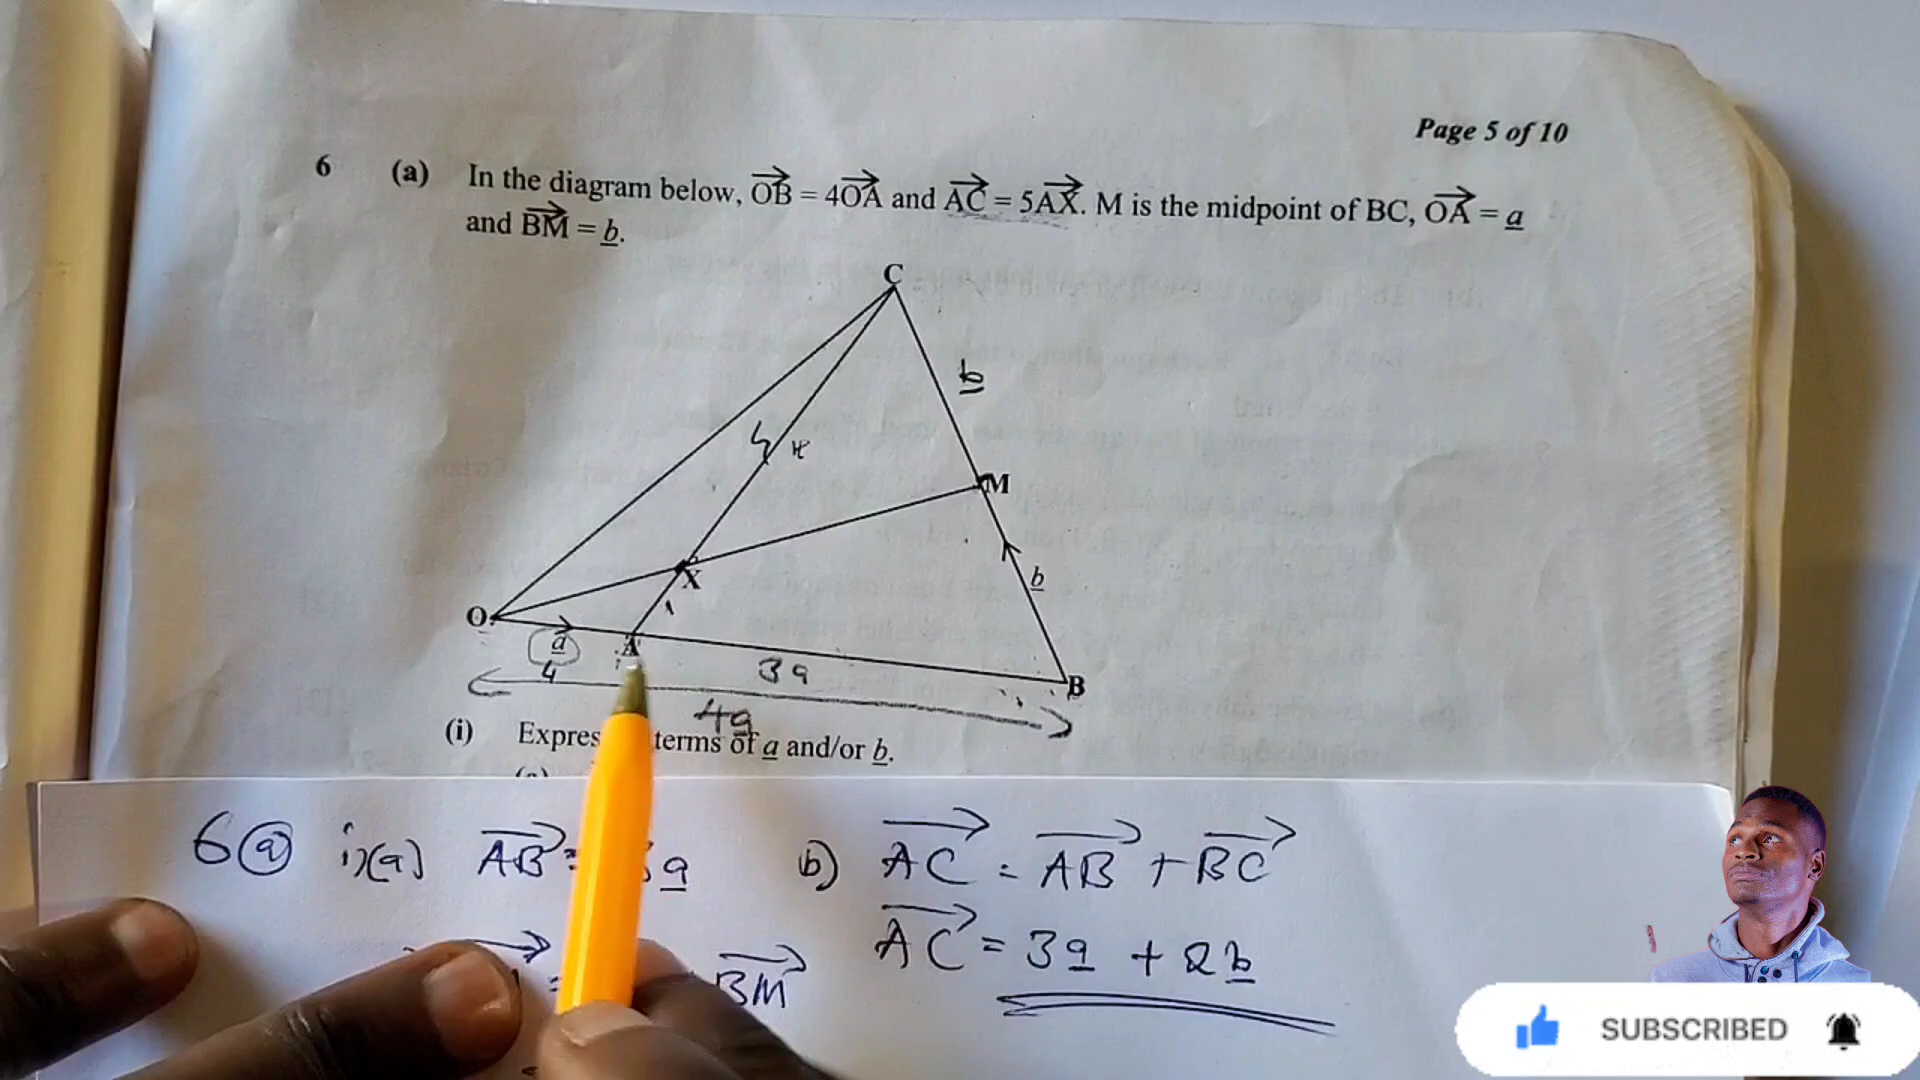 Page 5 of 10
6 (a) In the diagram below, OB = 4OA and AC = 5AX. M is the midpoint of BC, OA = a
and BM = b.
C
b
M
X
b
O
a
A
3a
4
B
4a
(i) terms of a and/or b.
6(a) i)(a) AB = a b) AC = AB + BC
BM AC = 3a + 2b
SUBSCRIBED